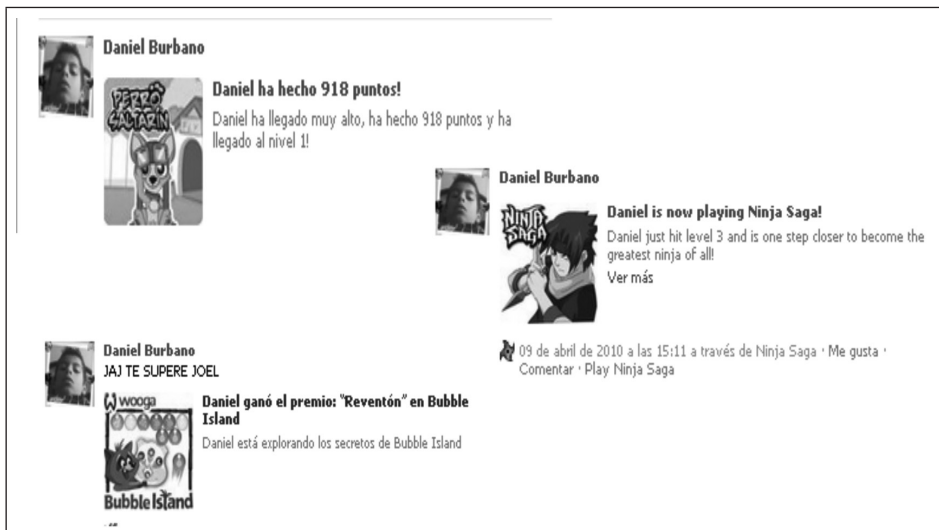 Daniel Burbano
PERRO
SALTARIN
Daniel ha hecho 918 puntos!
Daniel ha llegado muy alto, ha hecho 918 puntos y ha
llegado al nivel 1!
Daniel Burbano
NINJA
SAGA
Daniel is now playing Ninja Saga!
Daniel just hit level 3 and is one step closer to become the
greatest ninja of all!
Ver más
09 de abril de 2010 a las 15:11 a través de Ninja Saga · Me gusta ·
Comentar · Play Ninja Saga
Daniel Burbano
JAJ TE SUPERE JOEL
wooga
Bubble Island
Daniel ganó el premio: "Reventón" en Bubble
Island
Daniel está explorando los secretos de Bubble Island